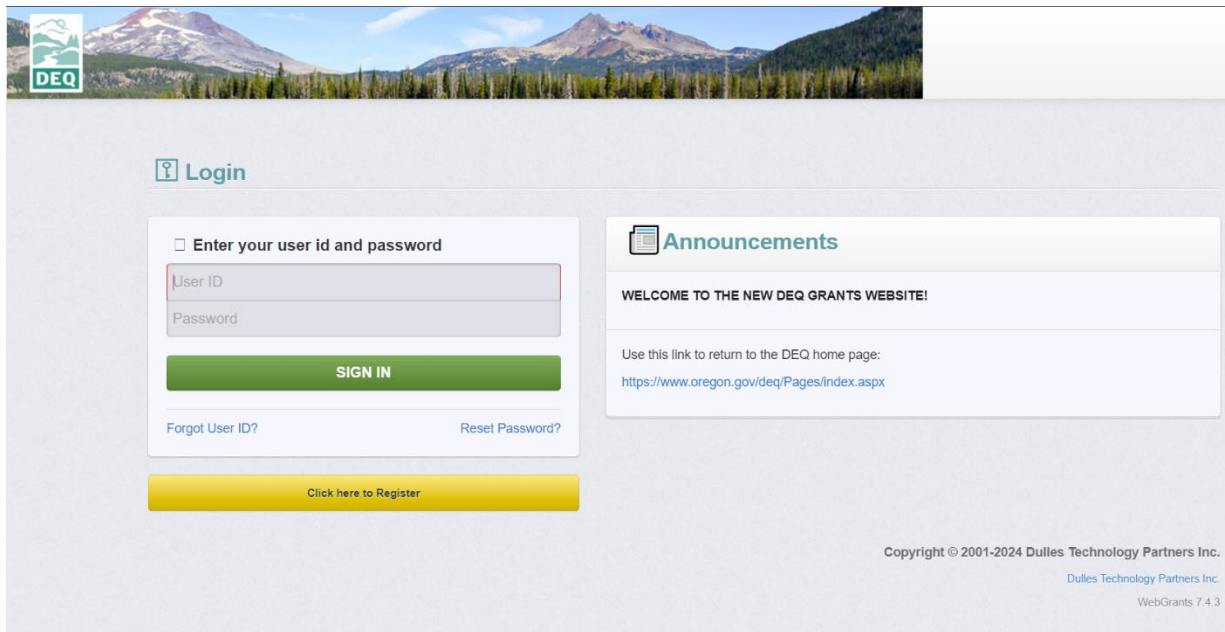 DEQ
Login
Enter your user id and password
User ID
Password
SIGN IN
Forgot User ID?
Reset Password?
Click here to Register
Announcements
WELCOME TO THE NEW DEQ GRANTS WEBSITE!
Use this link to return to the DEQ home page:
https://www.oregon.gov/deq/Pages/index.aspx
Copyright © 2001-2024 Dulles Technology Partners Inc.
Dulles Technology Partners Inc.
WebGrants 7.4.3